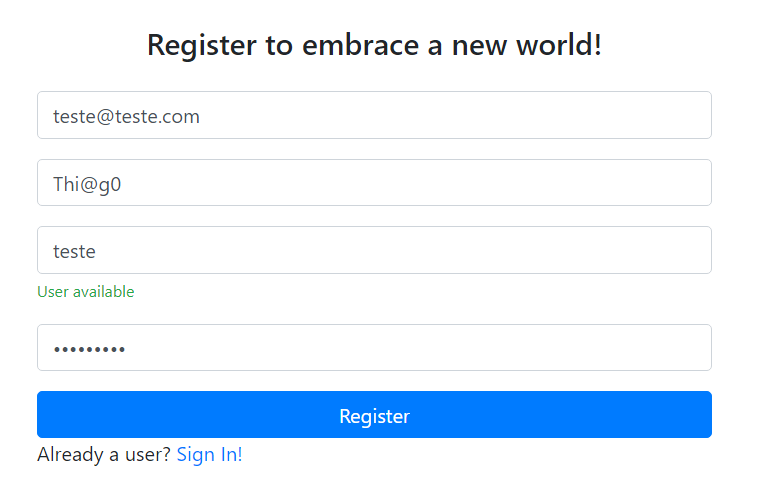 Register to embrace a new world!
teste@teste.com
Thi@g0
teste
User available
•••••••••
Register
Already a user? Sign In!